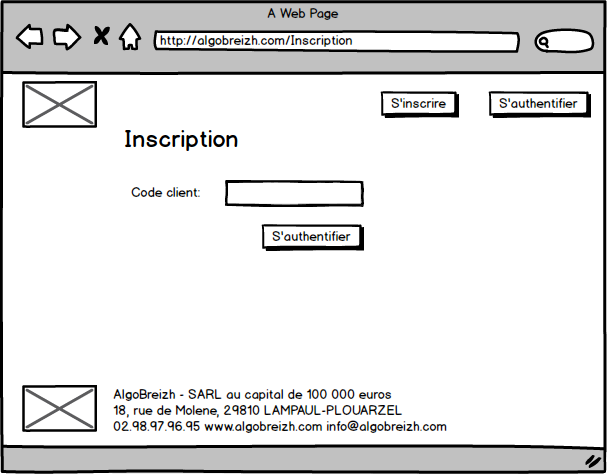 A Web Page
http://algobreizh.com/Inscription
S'inscrire
S'authentifier
Inscription
Code client:
S'authentifier
AlgoBreizh - SARL au capital de 100 000 euros
18, rue de Molene, 29810 LAMPAUL-PLOUARZEL
02.98.97.96.95 www.algobreizh.com info@algobreizh.com